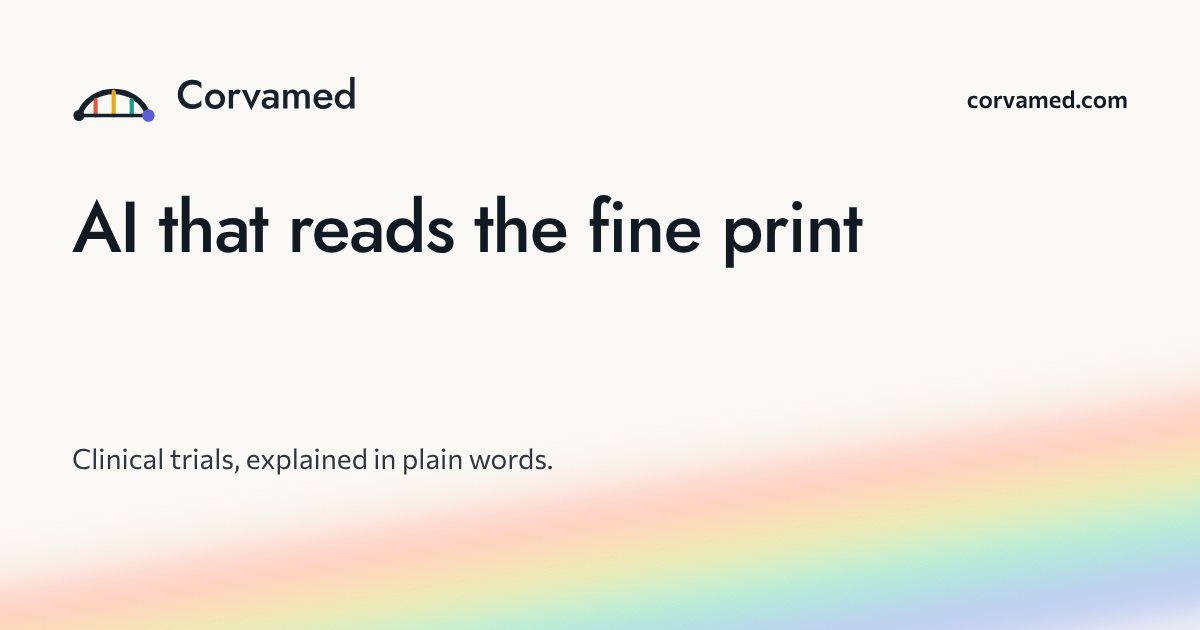 Corvamed
corvamed.com
AI that reads the fine print
Clinical trials, explained in plain words.